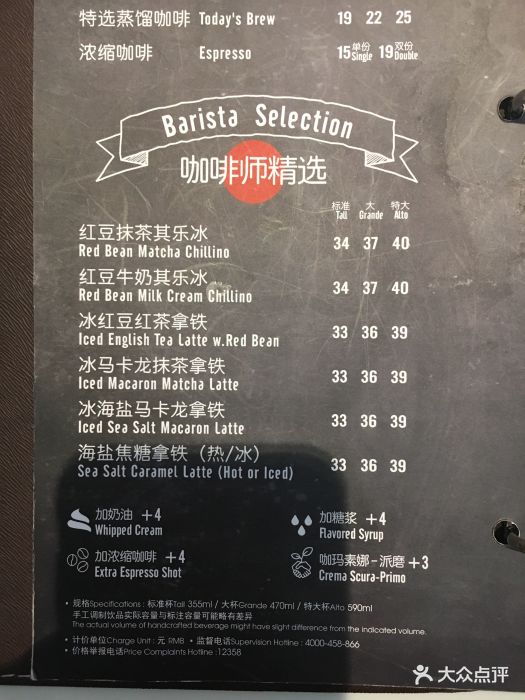 特选蒸馏咖啡 Today's Brew 19 22 25
浓缩咖啡 Espresso 15单份Single 19双份Double
Barista Selection
咖啡师精选
标准 大 特大
Tall Grande Alto
红豆抹茶其乐冰 34 37 40
Red Bean Matcha Chillino
红豆牛奶其乐冰 34 37 40
Red Bean Milk Cream Chillino
冰红豆红茶拿铁 33 36 39
Iced English Tea Latte w.Red Bean
冰马卡龙抹茶拿铁 33 36 39
Iced Macaron Matcha Latte
冰海盐马卡龙拿铁 33 36 39
Iced Sea Salt Macaron Latte
海盐焦糖拿铁（热/冰） 33 36 39
Sea Salt Caramel Latte (Hot or Iced)
加奶油 +4 加糖浆 +4
Whipped Cream Flavored Syrup
加浓缩咖啡 +4 咖玛素娜-派磨 +3
Extra Espresso Shot Crema Scura-Primo
• 规格Specifications : 标准杯Tall 355ml / 大杯Grande 470ml / 特大杯Alto 590ml
手工调制饮品实际容量与标注容量可能略有差异
The actual volume of handcrafted beverage might have slight difference from the indicated volume.
• 计价单位Charge Unit : 元 RMB • 监督电话Supervision Hotline : 4000-458-866
• 价格举报电话Price Complaints Hotline : 12358
大众点评